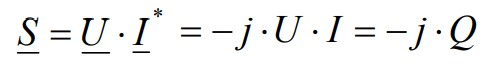 S = U · I* = −j · U · I = −j · Q